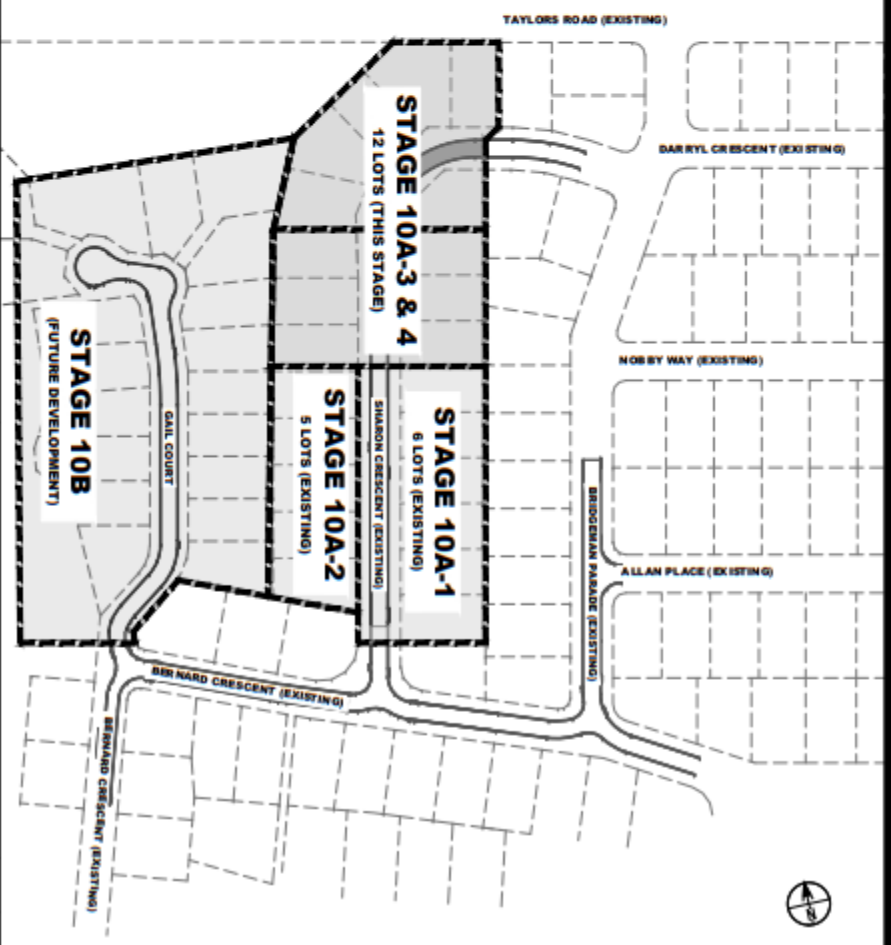 TAYLORS ROAD (EXISTING)
DARRYL CRESCENT (EXISTING)
STAGE 10A-3 & 4
12 LOTS (THIS STAGE)
NOBBY WAY (EXISTING)
STAGE 10B
(FUTURE DEVELOPMENT)
GAIL COURT
STAGE 10A-2
5 LOTS (EXISTING)
SHARON CRESCENT (EXISTING)
STAGE 10A-1
6 LOTS (EXISTING)
BRIDGEMAN PARADE (EXISTING)
ALLAN PLACE (EXISTING)
BERNARD CRESCENT (EXISTING)
BERNARD CRESCENT (EXISTING)
N